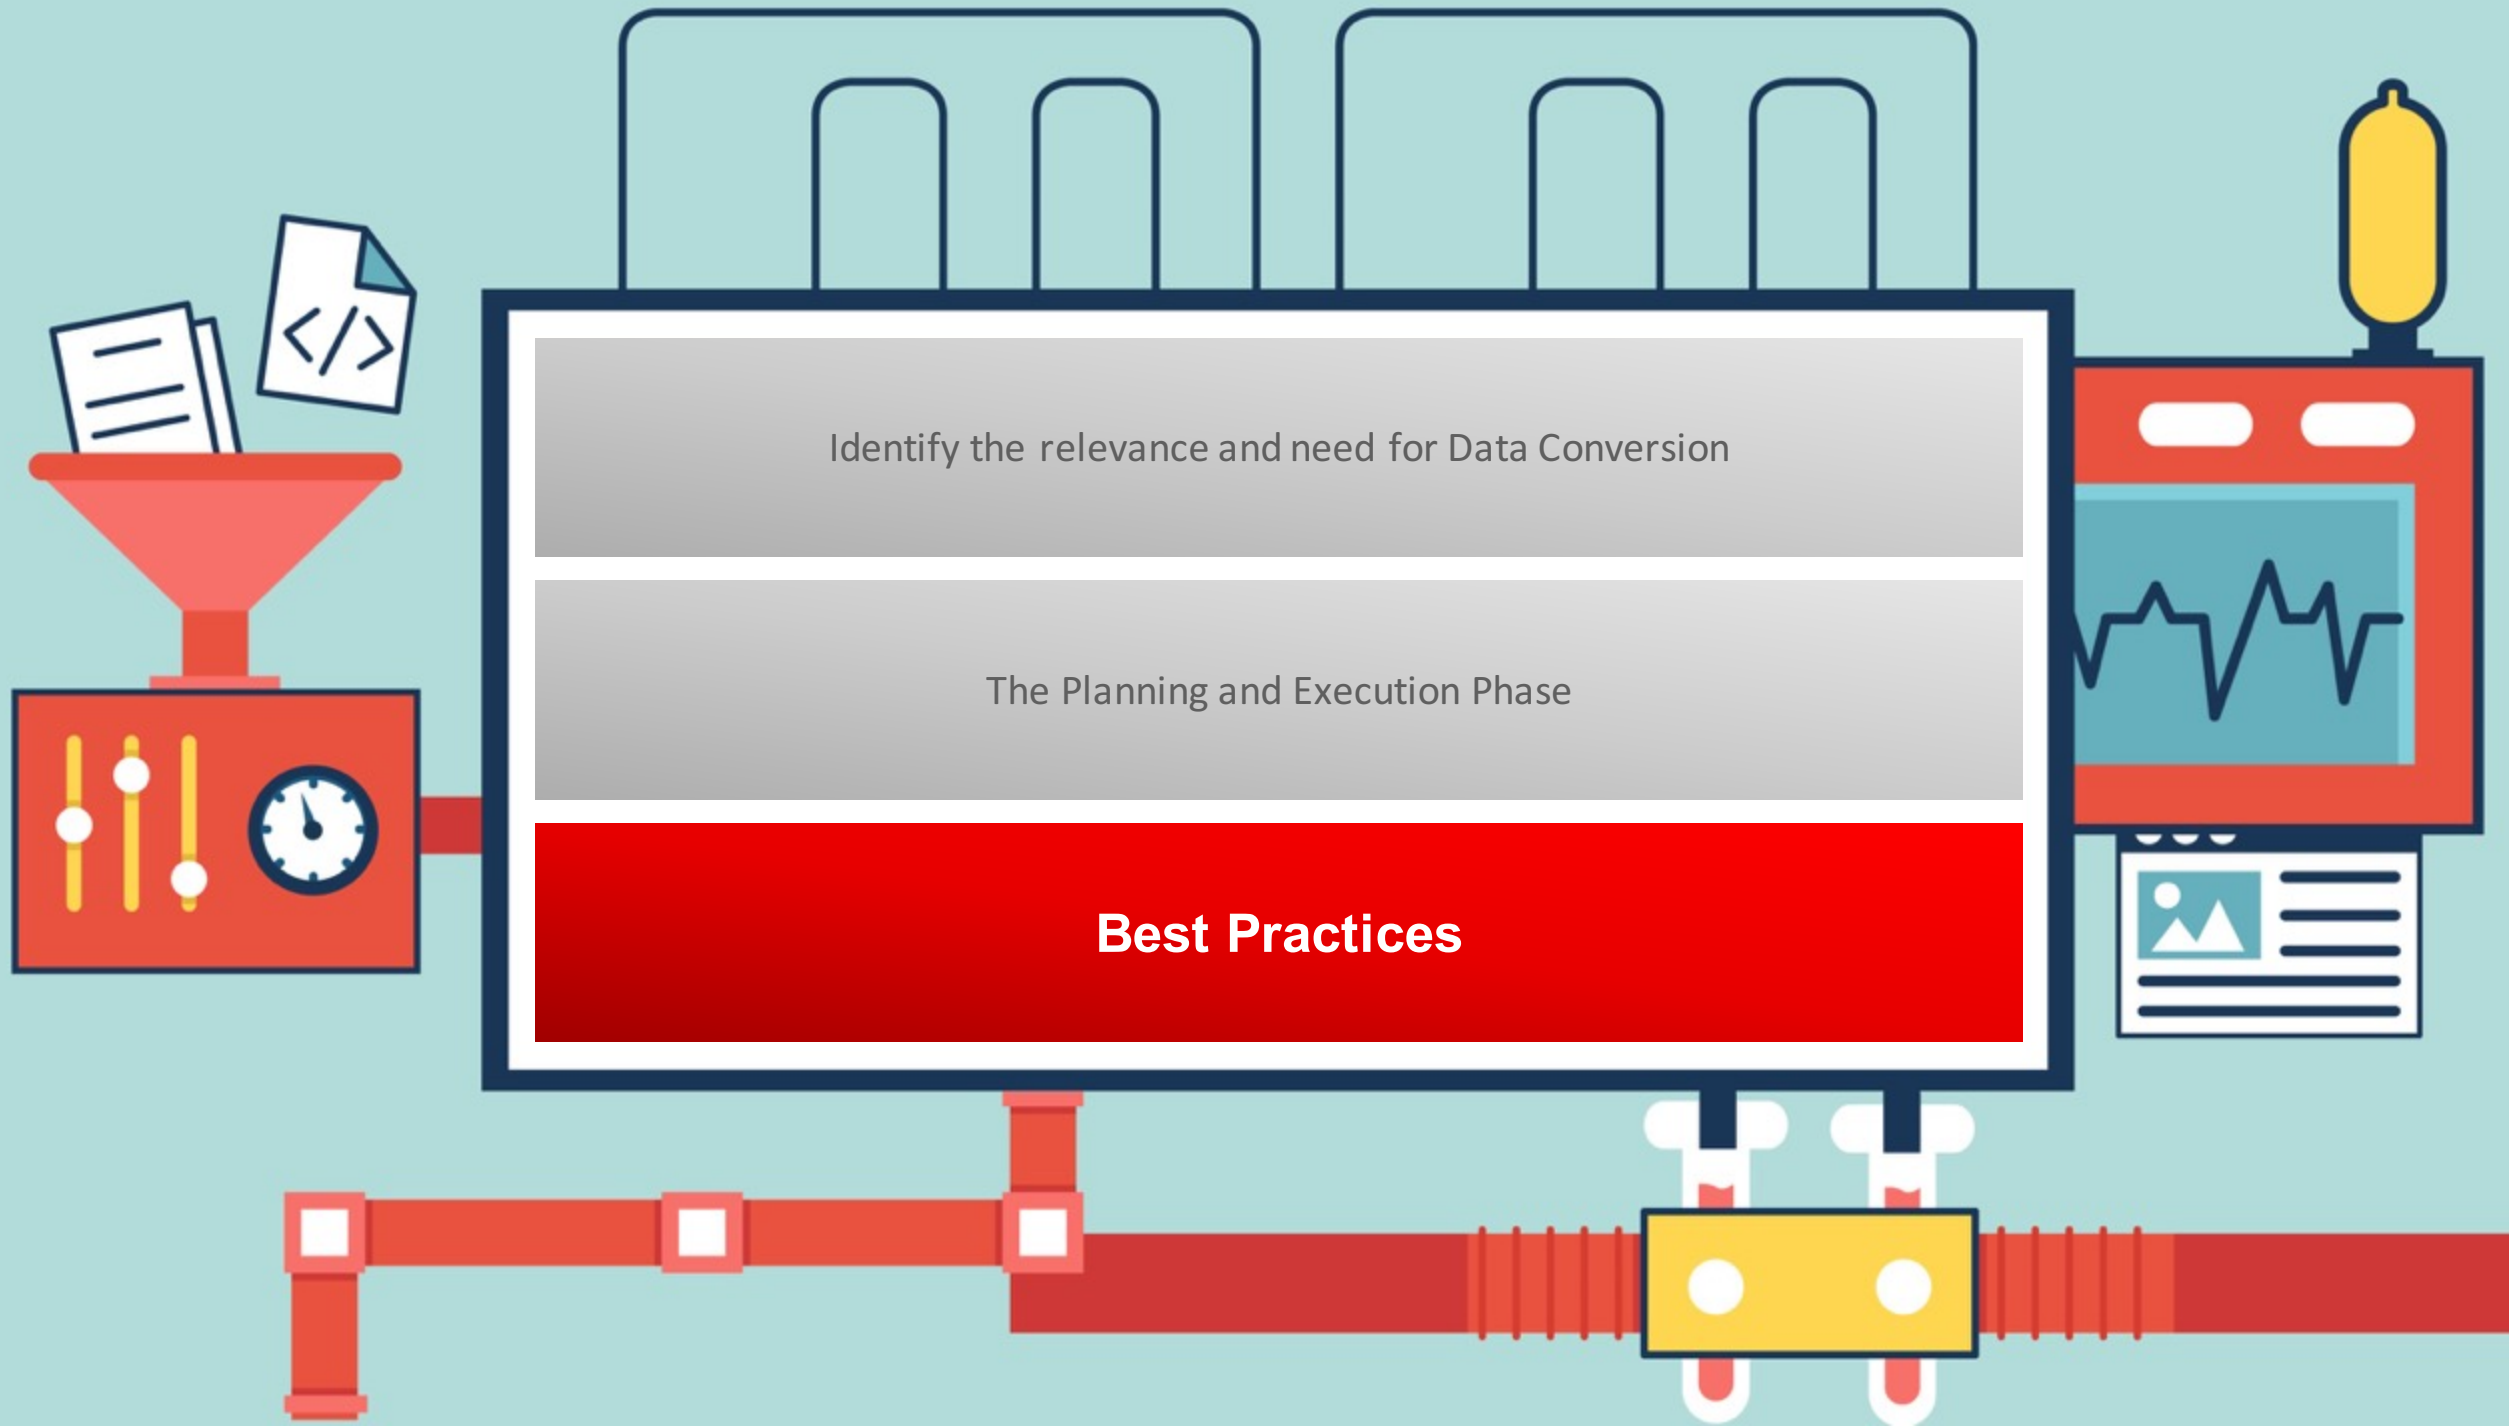 Identify the relevance and need for Data Conversion
The Planning and Execution Phase
Best Practices